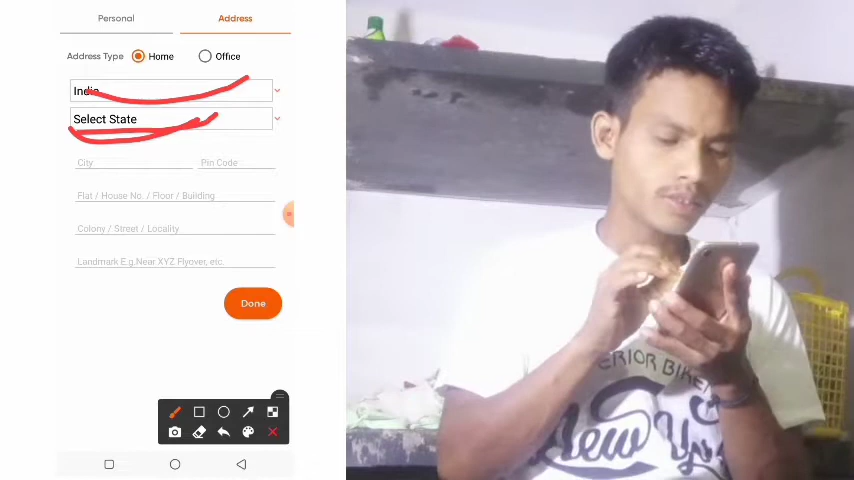 Personal Address
Address Type Home Office
India
Select State
City Pin Code
Flat / House No. / Floor / Building
Colony / Street / Locality
Landmark E.g.Near XYZ Flyover, etc.
Done
ERIOR BIKE
New Yo